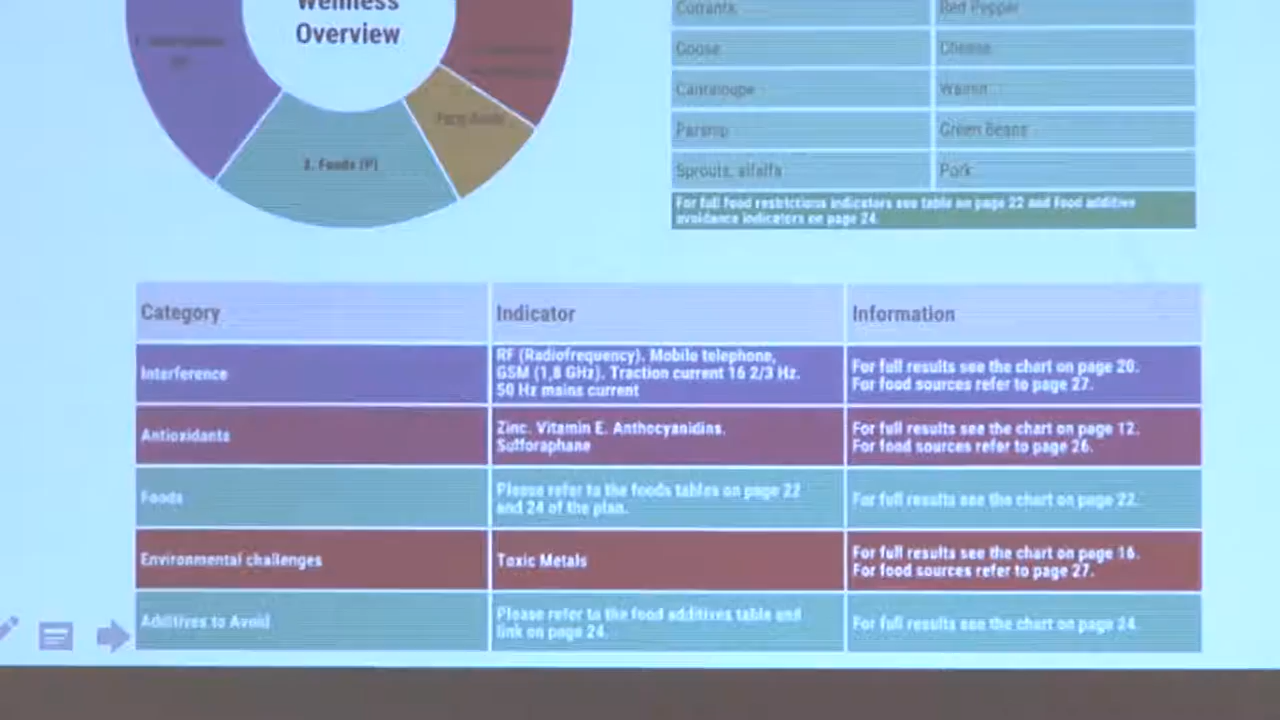 Wellness
Overview
3. Foods (P)
Currants
Red Pepper
Goose
Cheese
Cantaloupe
Parsnip
Green Beans
Sprouts, alfalfa
Pork
For full food restrictions indicators see table on page 22 and Food additive
avoidance indicators on page 24.
Category
Indicator
Information
Interference
RF (Radiofrequency). Mobile telephone,
GSM (1,8 GHz). Traction current 16 2/3 Hz.
50 Hz mains current
For full results see the chart on page 20.
For food sources refer to page 27.
Antioxidants
Zinc. Vitamin E. Anthocyanidins.
Sulforaphane
For full results see the chart on page 12.
For food sources refer to page 26.
Foods
Please refer to the foods tables on page 22
and 24 of the plan.
For full results see the chart on page 22.
Environmental challenges
Toxic Metals
For full results see the chart on page 16.
For food sources refer to page 27.
Additives to Avoid
Please refer to the food additives table and
link on page 24.
For full results see the chart on page 24.